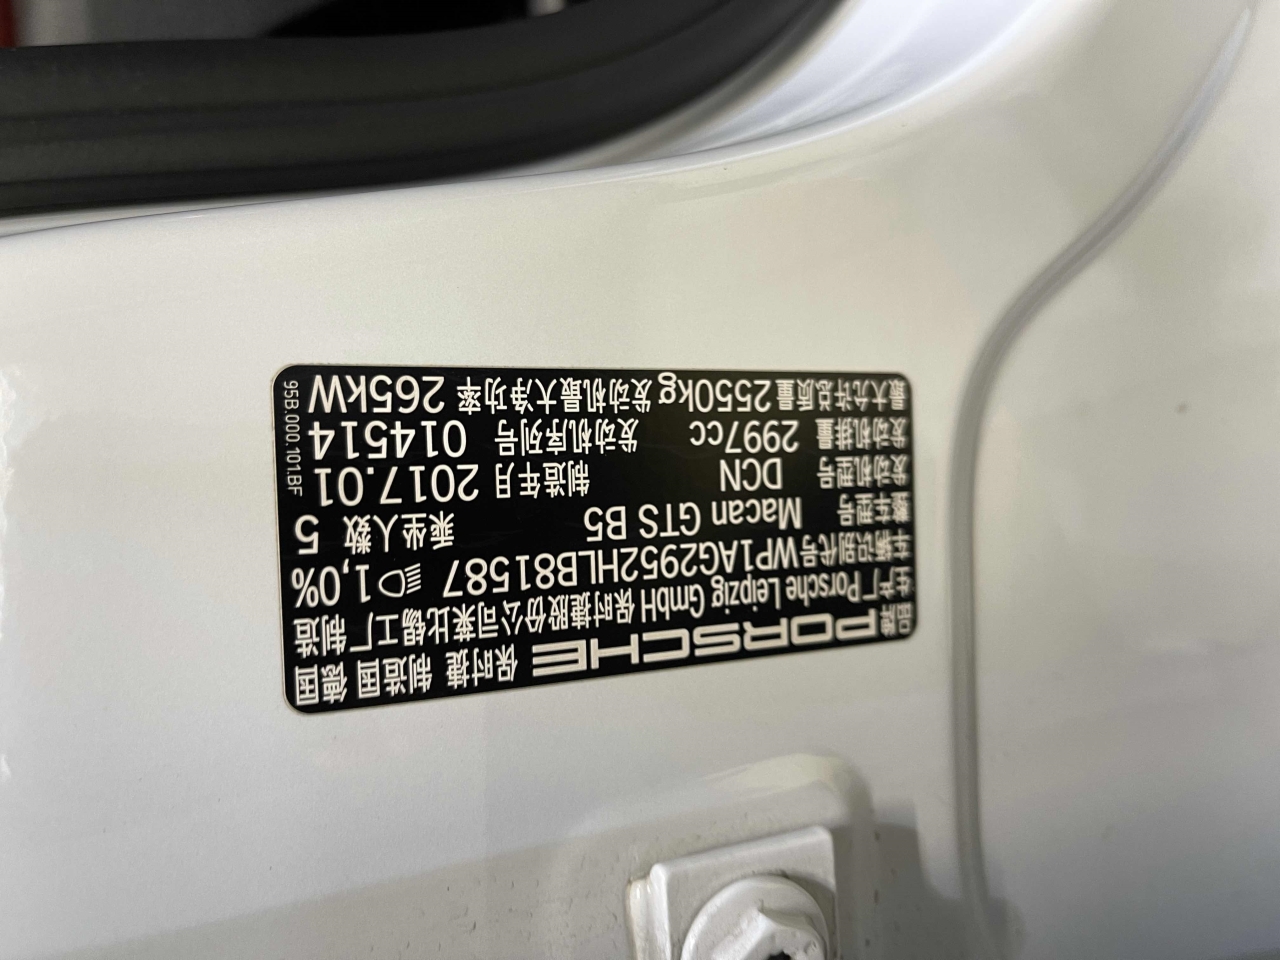 品牌 PORSCHE 保时捷 制造国 德国
生产厂 Porsche Leipzig GmbH 保时捷股份公司莱比锡工厂 制造
车辆识别代号 WP1AG2952HLB81587 1,0%
整车型号 Macan GTS B5 乘坐人数 5
发动机型号 DCN 制造年月 2017.01
发动机排量 2997cc 发动机序列号 014514
最大允许总质量 2550kg 发动机最大净功率 265kW
95B.000.101.BF